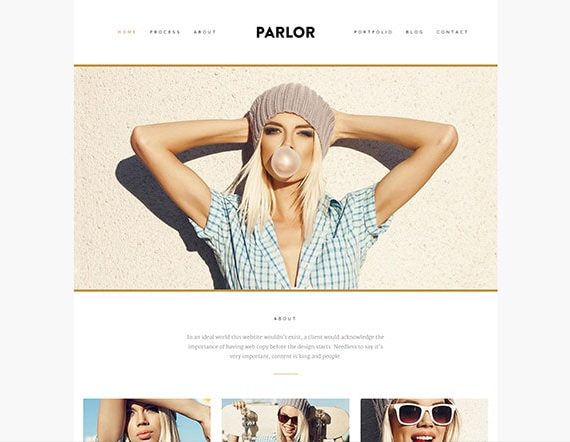 HOME PROCESS ABOUT PARLOR PORTFOLIO BLOG CONTACT
ABOUT
In an ideal world this website wouldn't exist, a client would acknowledge the
importance of having web copy before the design starts. Needless to say it's
very important, content is king and people